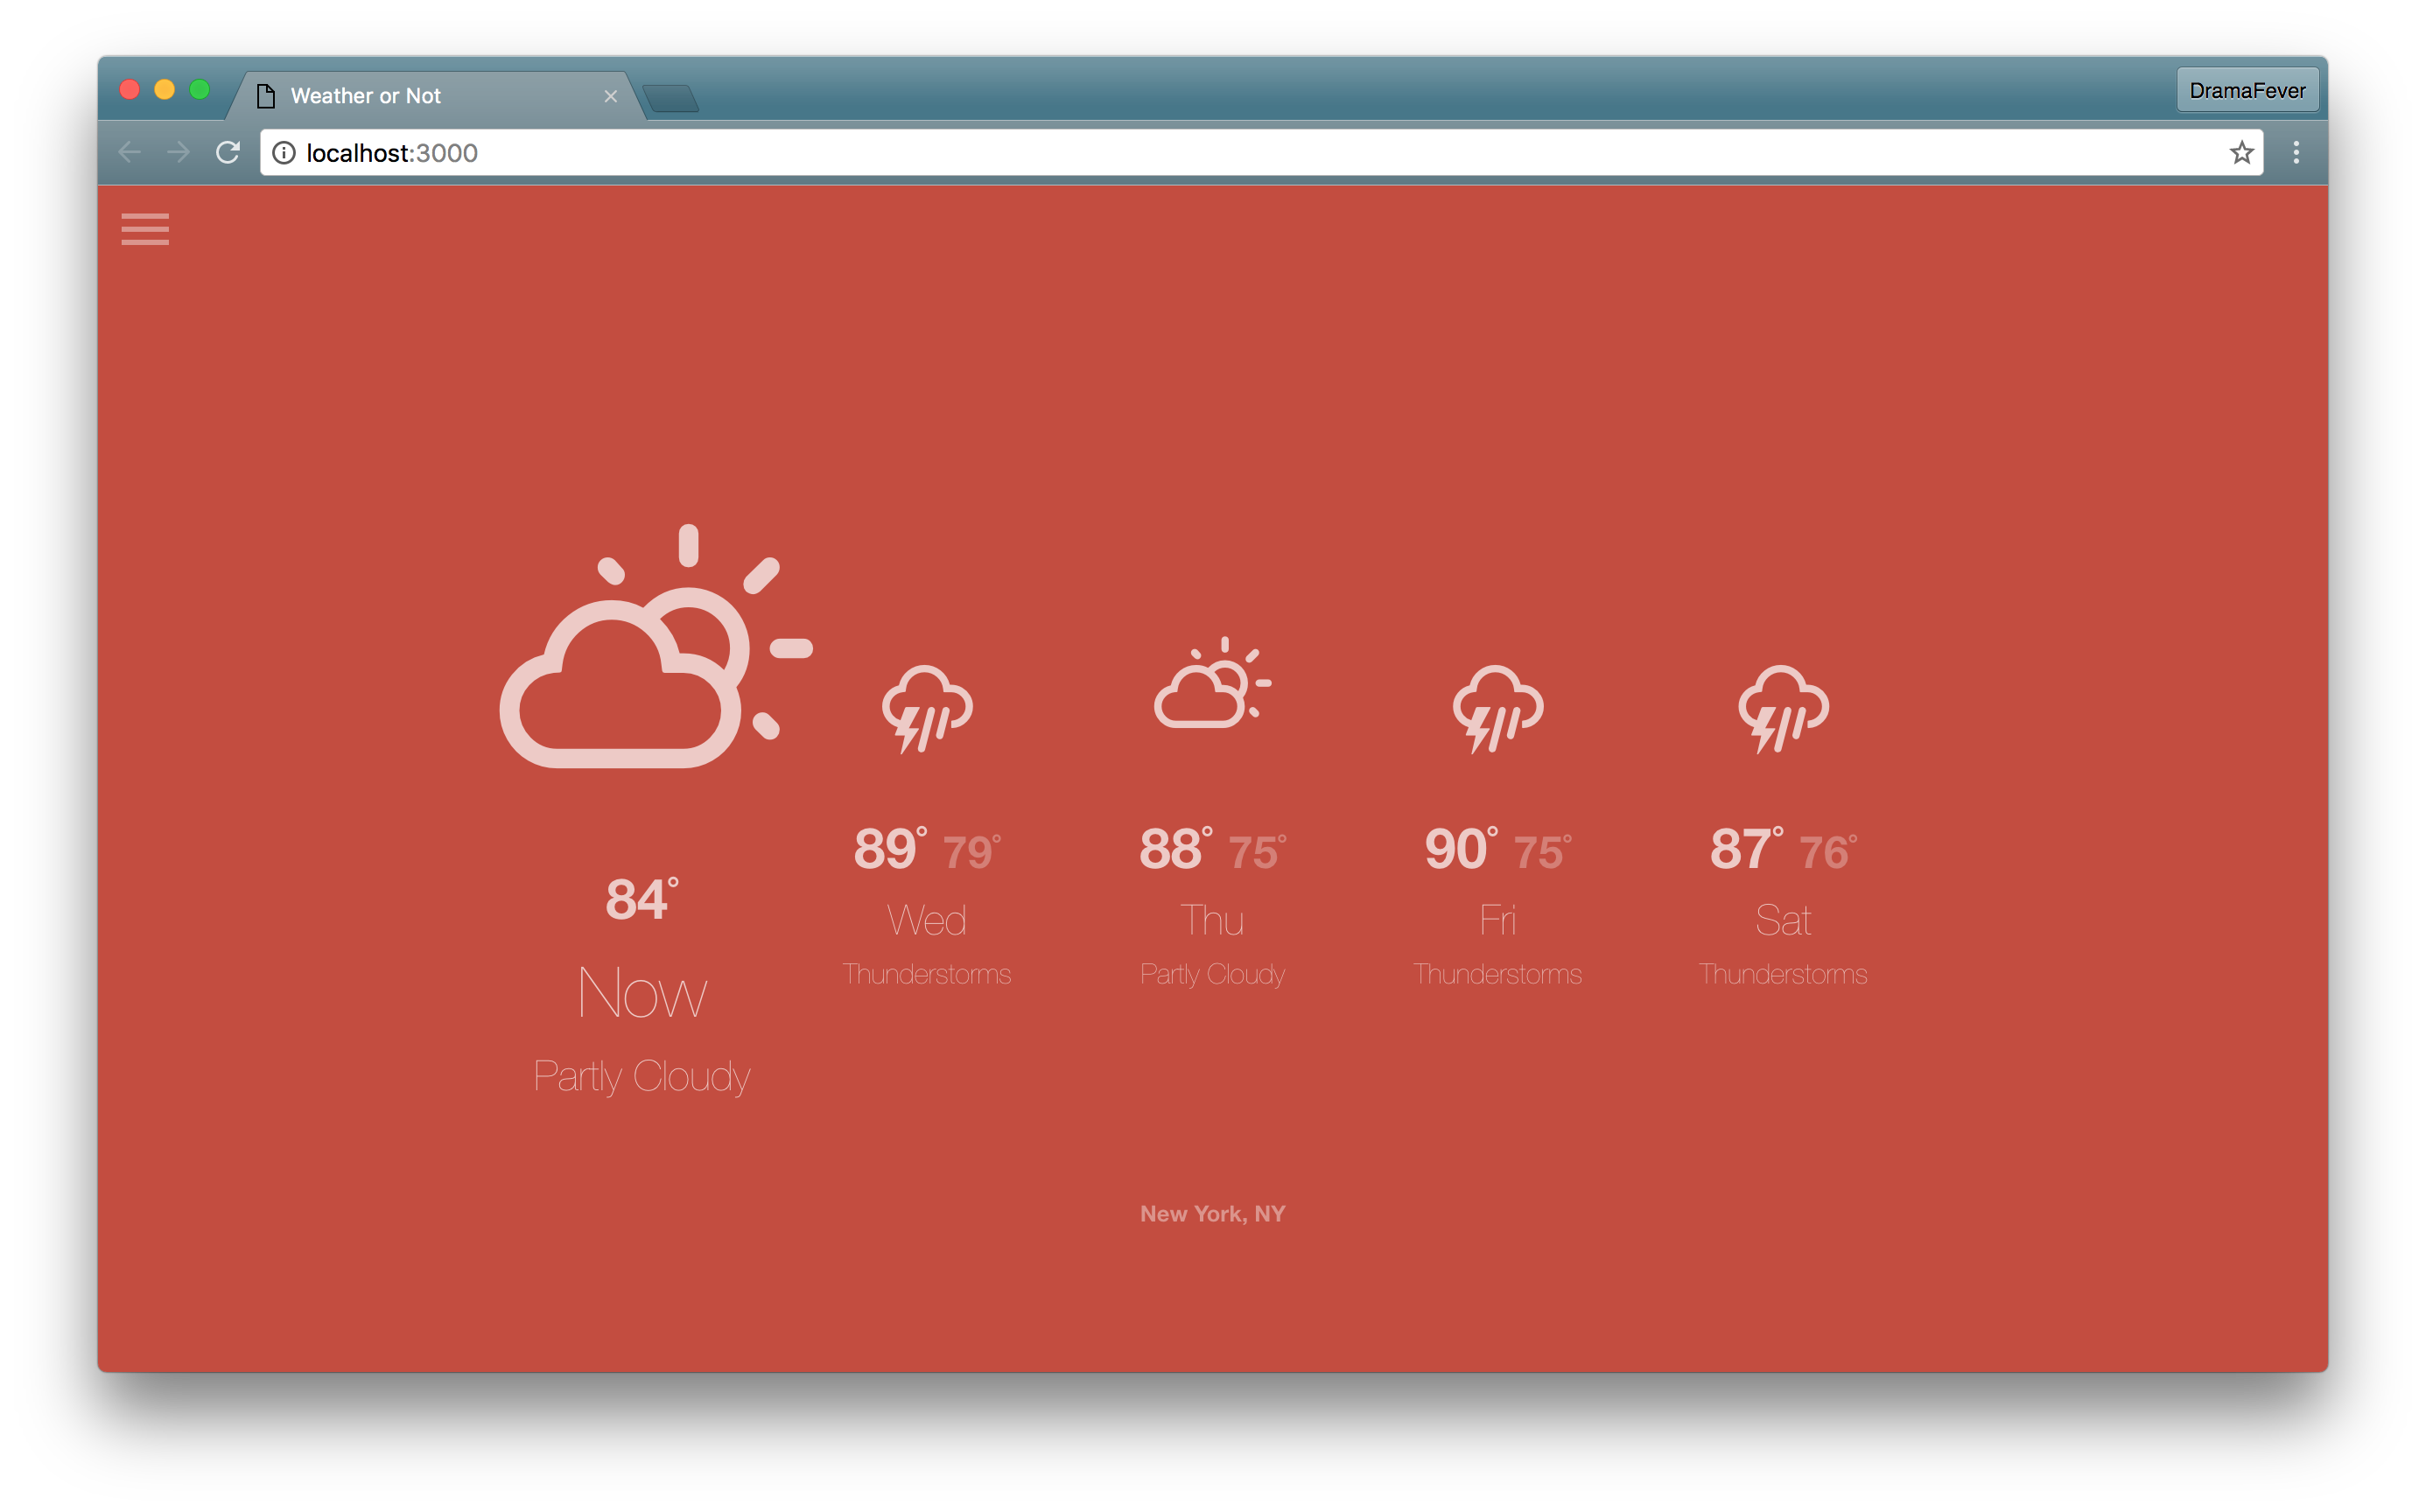 Weather or Not
DramaFever
localhost:3000
84°
Now
Partly Cloudy
89° 79°
Wed
Thunderstorms
88° 75°
Thu
Partly Cloudy
90° 75°
Fri
Thunderstorms
87° 76°
Sat
Thunderstorms
New York, NY